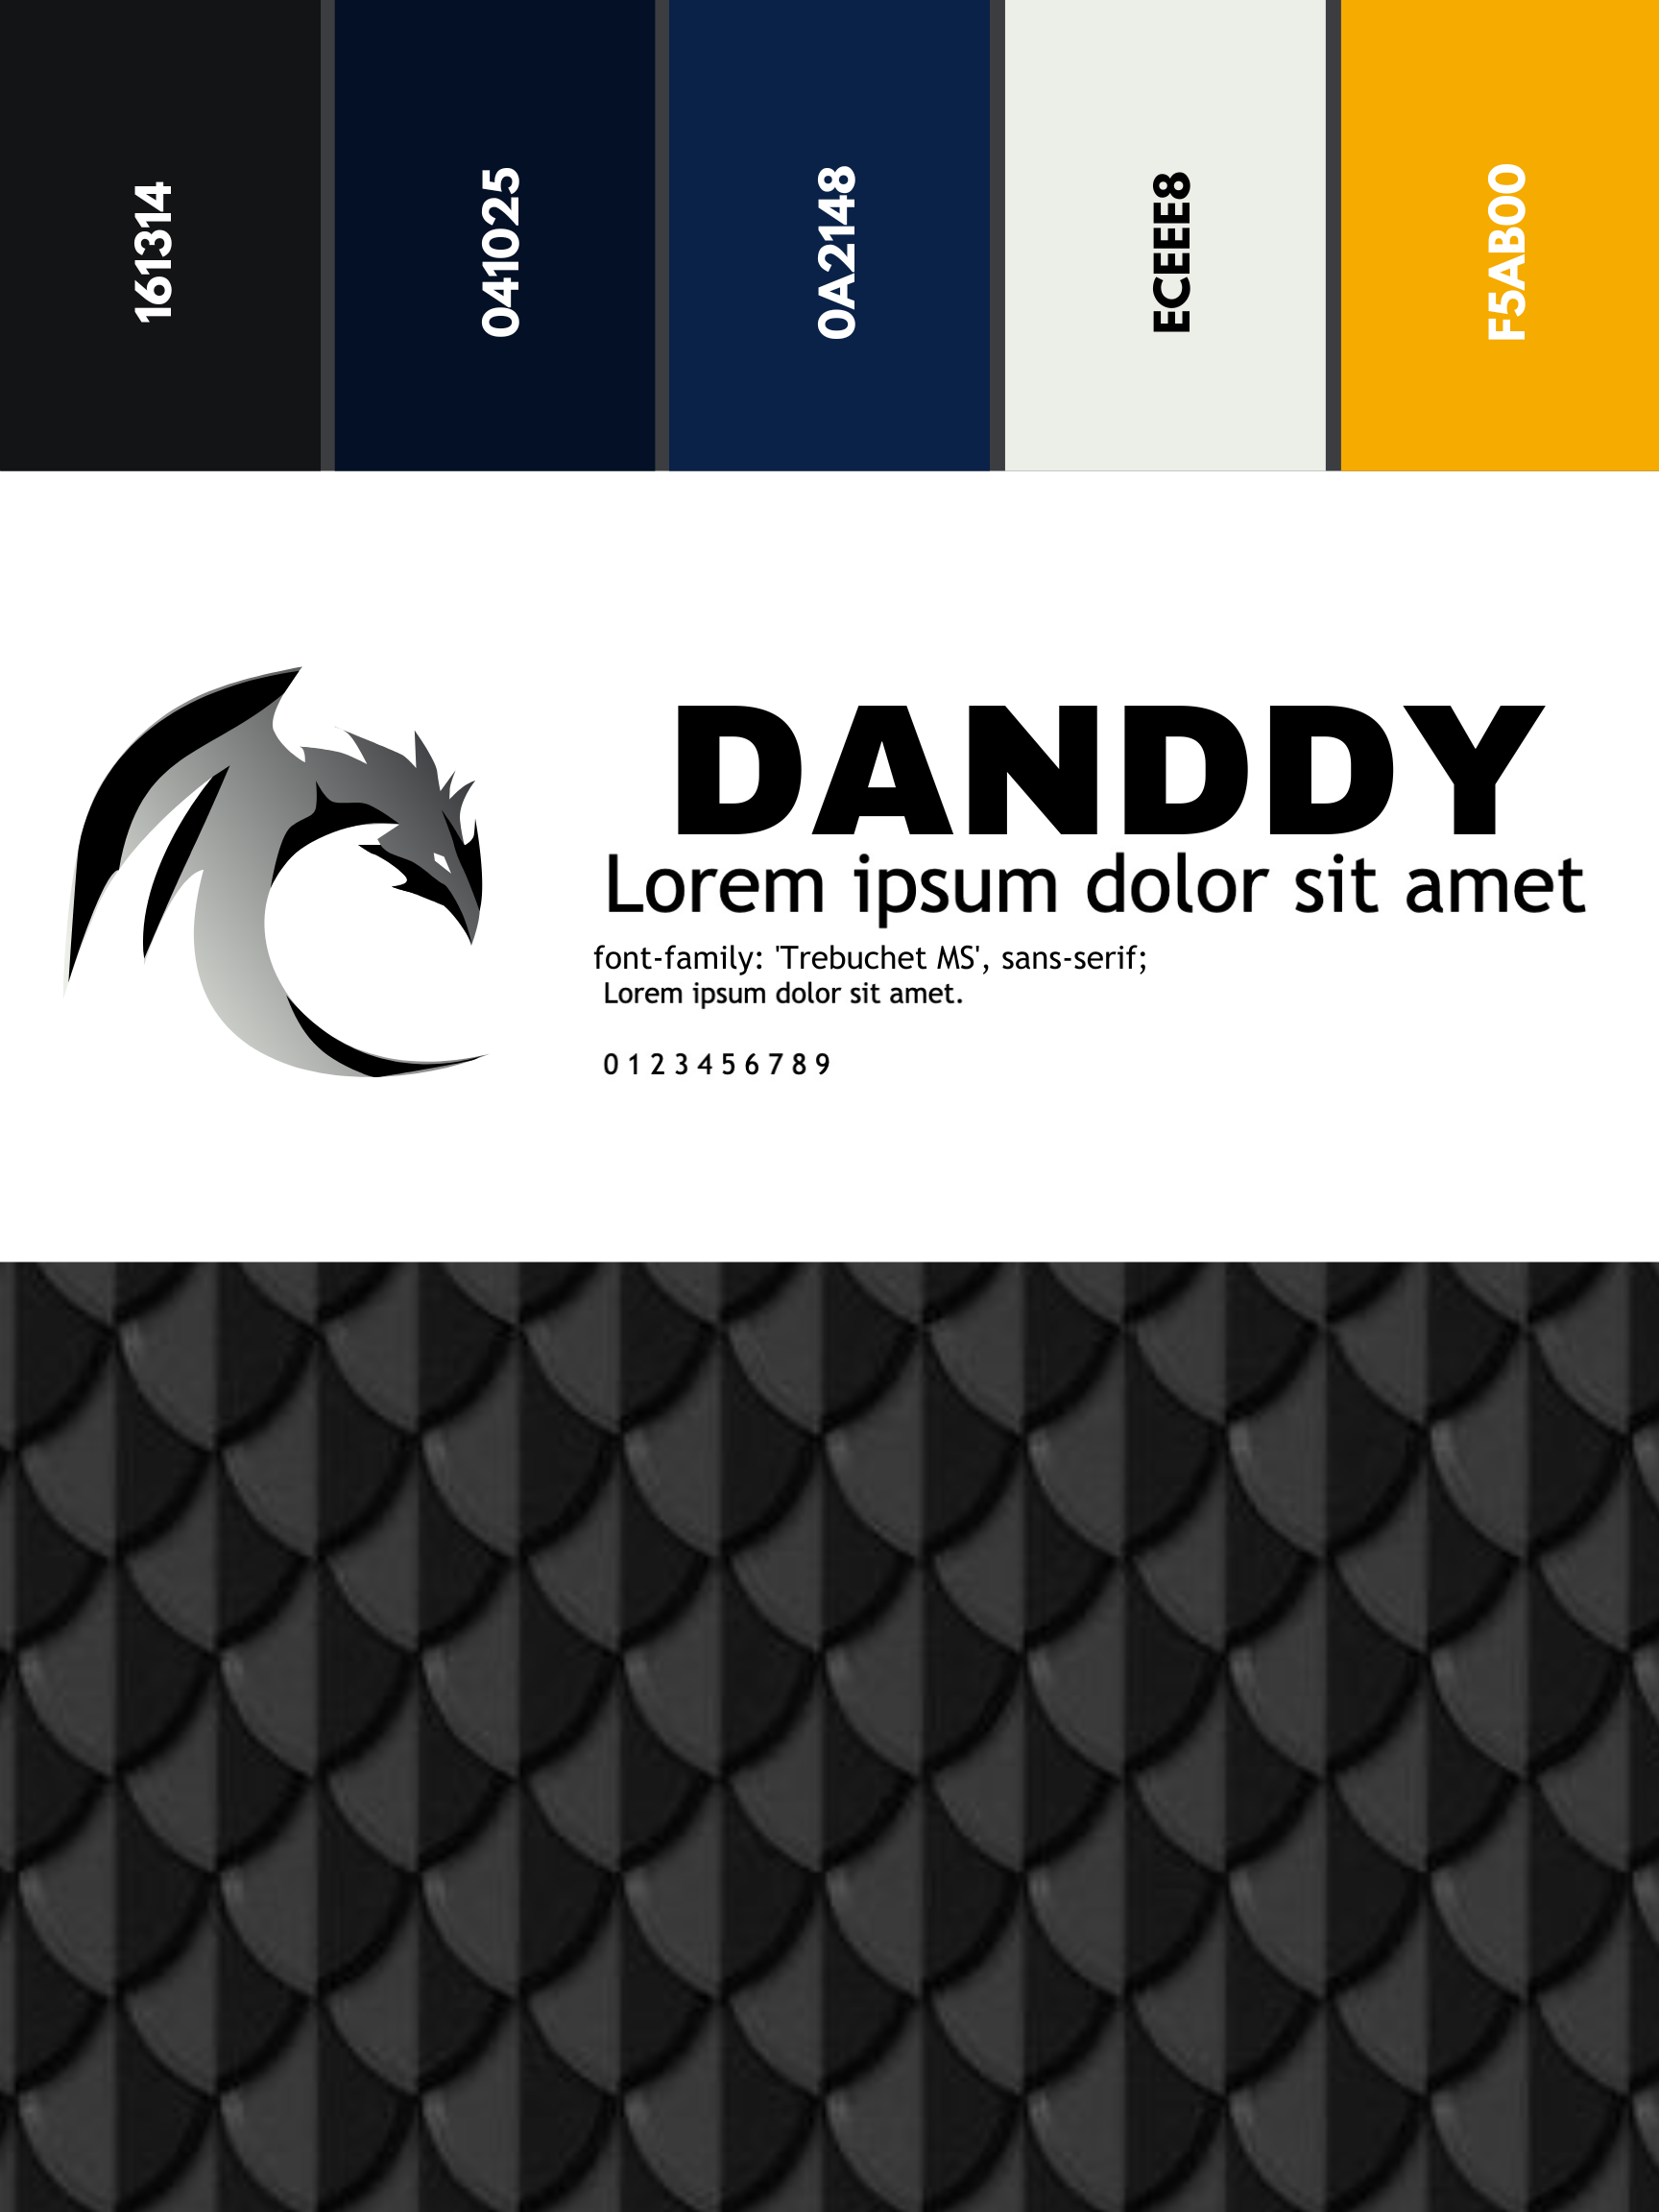 161314
041025
0A2148
ECEEE8
F5AB00
DANDDY
Lorem ipsum dolor sit amet
font-family: 'Trebuchet MS', sans-serif;
Lorem ipsum dolor sit amet.
0 1 2 3 4 5 6 7 8 9